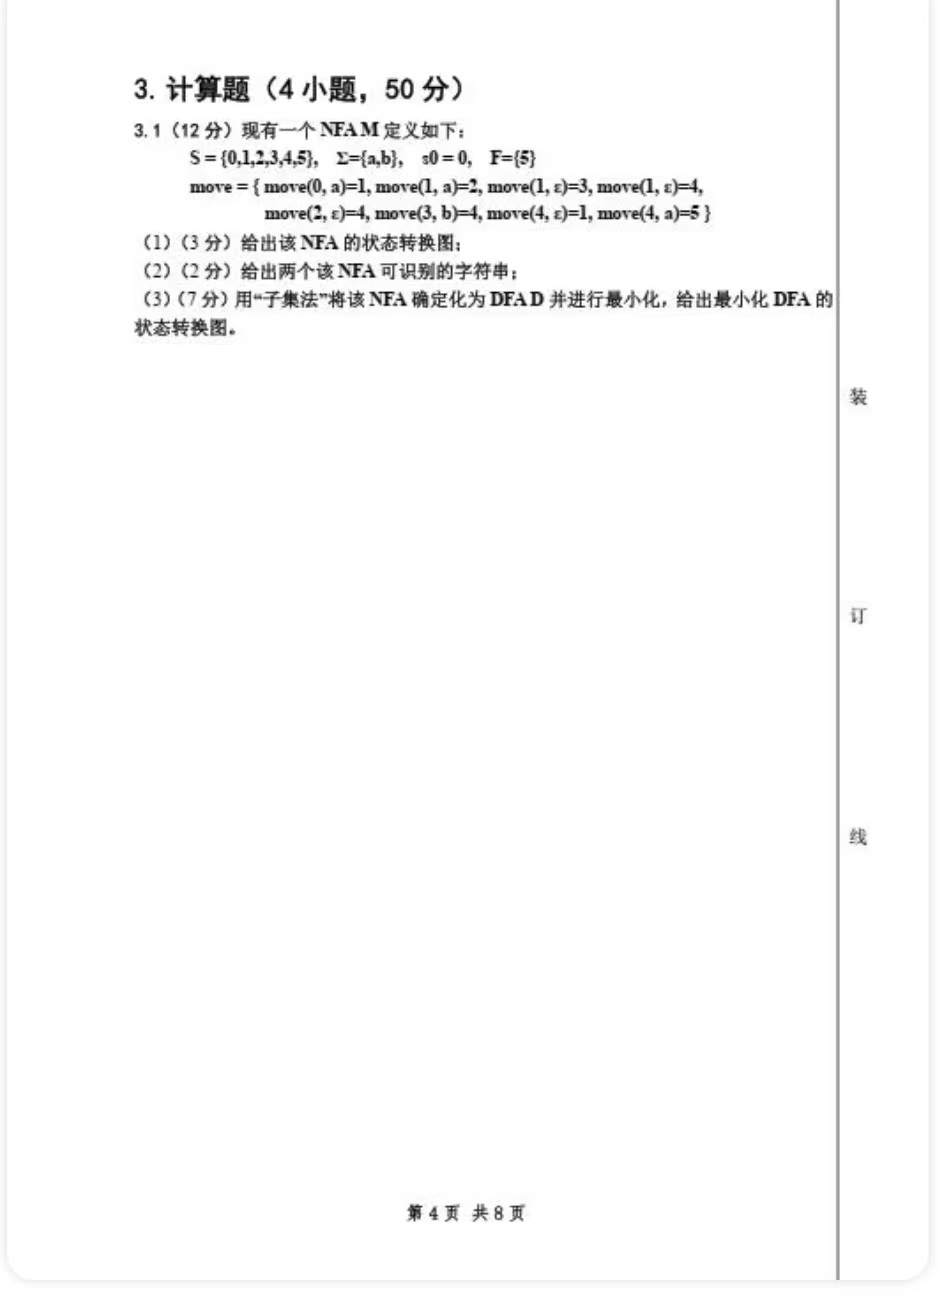 3. 计算题（4 小题，50 分）
3.1（12 分）现有一个 NFA M 定义如下：
S = {0,1,2,3,4,5}, Σ={a,b}, s0 = 0, F={5}
move = { move(0, a)=1, move(1, a)=2, move(1, ε)=3, move(1, ε)=4,
move(2, ε)=4, move(3, b)=4, move(4, ε)=1, move(4, a)=5 }
（1）（3 分）给出该 NFA 的状态转换图；
（2）（2 分）给出两个该 NFA 可识别的字符串；
（3）（7 分）用“子集法”将该 NFA 确定化为 DFA D 并进行最小化，给出最小化 DFA 的
状态转换图。
装
订
线
第 4 页 共 8 页